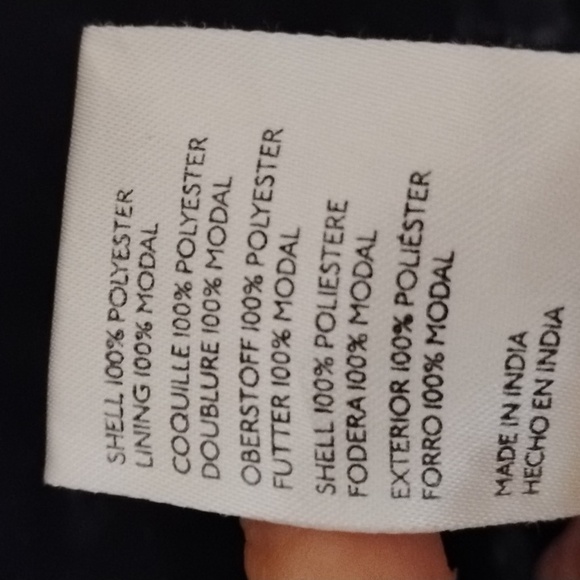 SHELL 100% POLYESTER
LINING 100% MODAL
COQUILLE 100% POLYESTER
DOUBLURE 100% MODAL
OBERSTOFF 100% POLYESTER
FUTTER 100% MODAL
SHELL 100% POLIESTERE
FODERA 100% MODAL
EXTERIOR 100% POLIÉSTER
FORRO 100% MODAL
MADE IN INDIA
HECHO EN INDIA